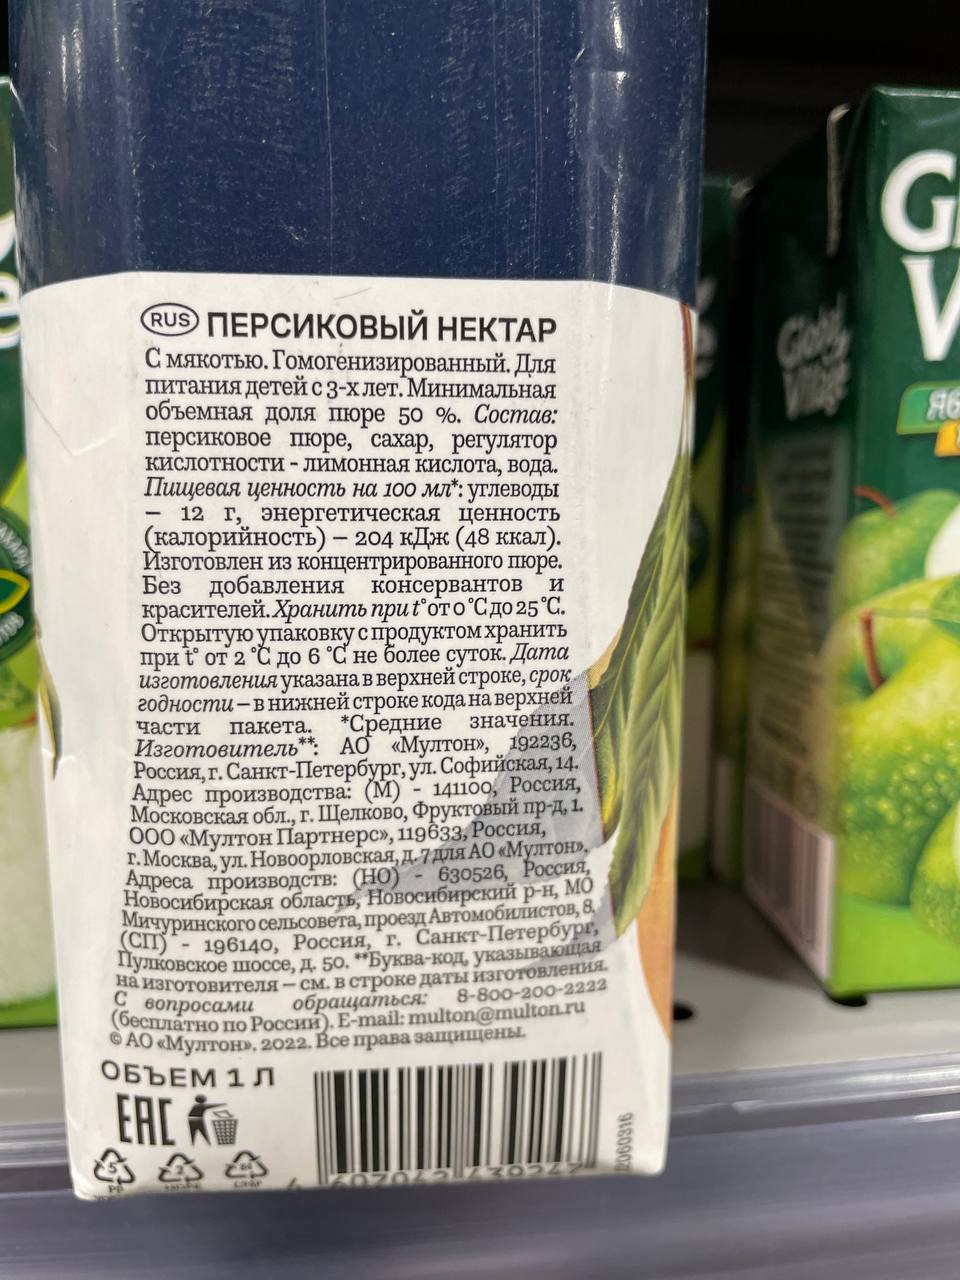 RUS ПЕРСИКОВЫЙ НЕКТАР
С мякотью. Гомогенизированный. Для
питания детей с 3-х лет. Минимальная
объемная доля пюре 50 %. Состав:
персиковое пюре, сахар, регулятор
кислотности - лимонная кислота, вода.
Пищевая ценность на 100 мл*: углеводы
– 12 г, энергетическая ценность
(калорийность) – 204 кДж (48 ккал).
Изготовлен из концентрированного пюре.
Без добавления консервантов и
красителей. Хранить при t° от 0 °С до 25 °С.
Открытую упаковку с продуктом хранить
при t° от 2 °С до 6 °С не более суток. Дата
изготовления указана в верхней строке, срок
годности – в нижней строке кода на верхней
части пакета. *Средние значения.
Изготовитель**: АО «Мултон», 192236,
Россия, г. Санкт-Петербург, ул. Софийская, 14.
Адрес производства: (М) - 141100, Россия,
Московская обл., г. Щелково, Фруктовый пр-д, 1.
ООО «Мултон Партнерс», 119633, Россия,
г. Москва, ул. Новоорловская, д. 7 для АО «Мултон».
Адреса производств: (НО) - 630526, Россия,
Новосибирская область, Новосибирский р-н, МО
Мичуринского сельсовета, проезд Автомобилистов, 8,
(СП) - 196140, Россия, г. Санкт-Петербург,
Пулковское шоссе, д. 50. **Буква-код, указывающая
на изготовителя – см. в строке даты изготовления.
С вопросами обращаться: 8-800-200-2222
(бесплатно по России). E-mail: multon@multon.ru
© АО «Мултон». 2022. Все права защищены.
ОБЪЕМ 1 Л
EAC
5
PP
12060316
Global
Village